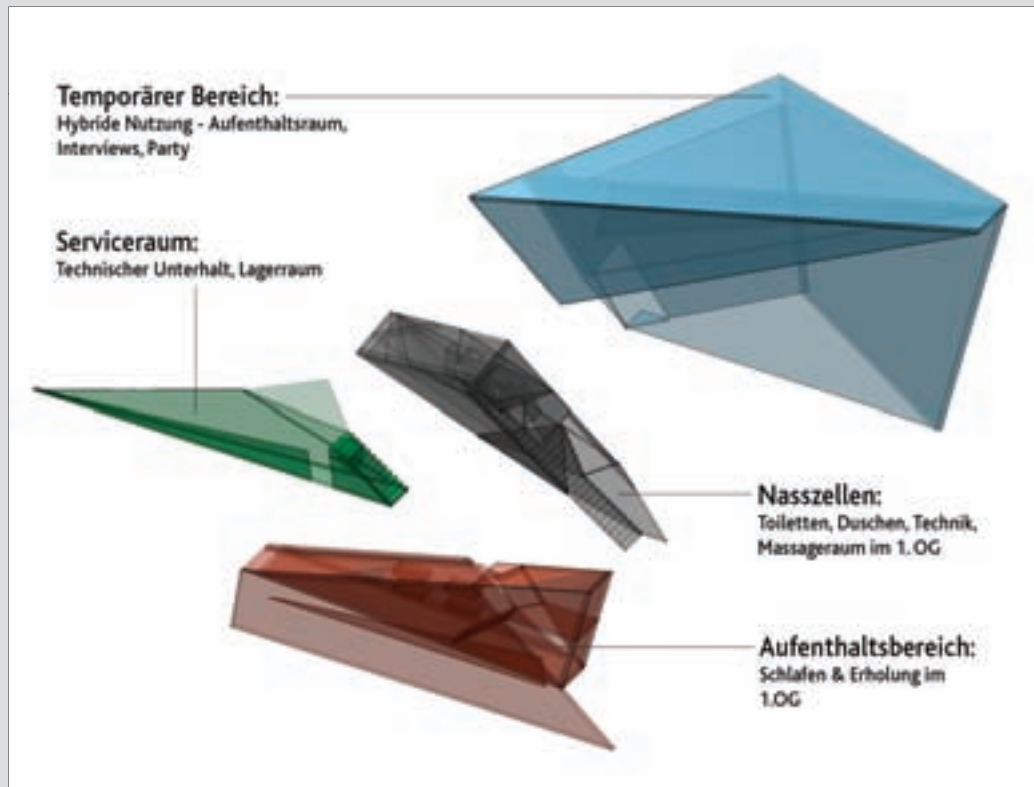 Temporärer Bereich:
Hybride Nutzung - Aufenthaltsraum,
Interviews, Party
Serviceraum:
Technischer Unterhalt, Lagerraum
Nasszellen:
Toiletten, Duschen, Technik,
Massageraum im 1. OG
Aufenthaltsbereich:
Schlafen & Erholung im
1.OG